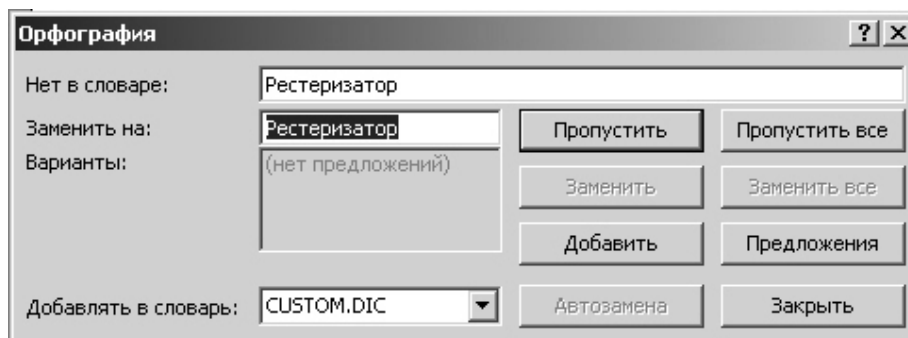 Орфография
Нет в словаре: Рестеризатор
Заменить на: Рестеризатор Пропустить Пропустить все
Варианты: (нет предложений)
Заменить Заменить все
Добавить Предложения
Добавлять в словарь: CUSTOM.DIC Автозамена Закрыть